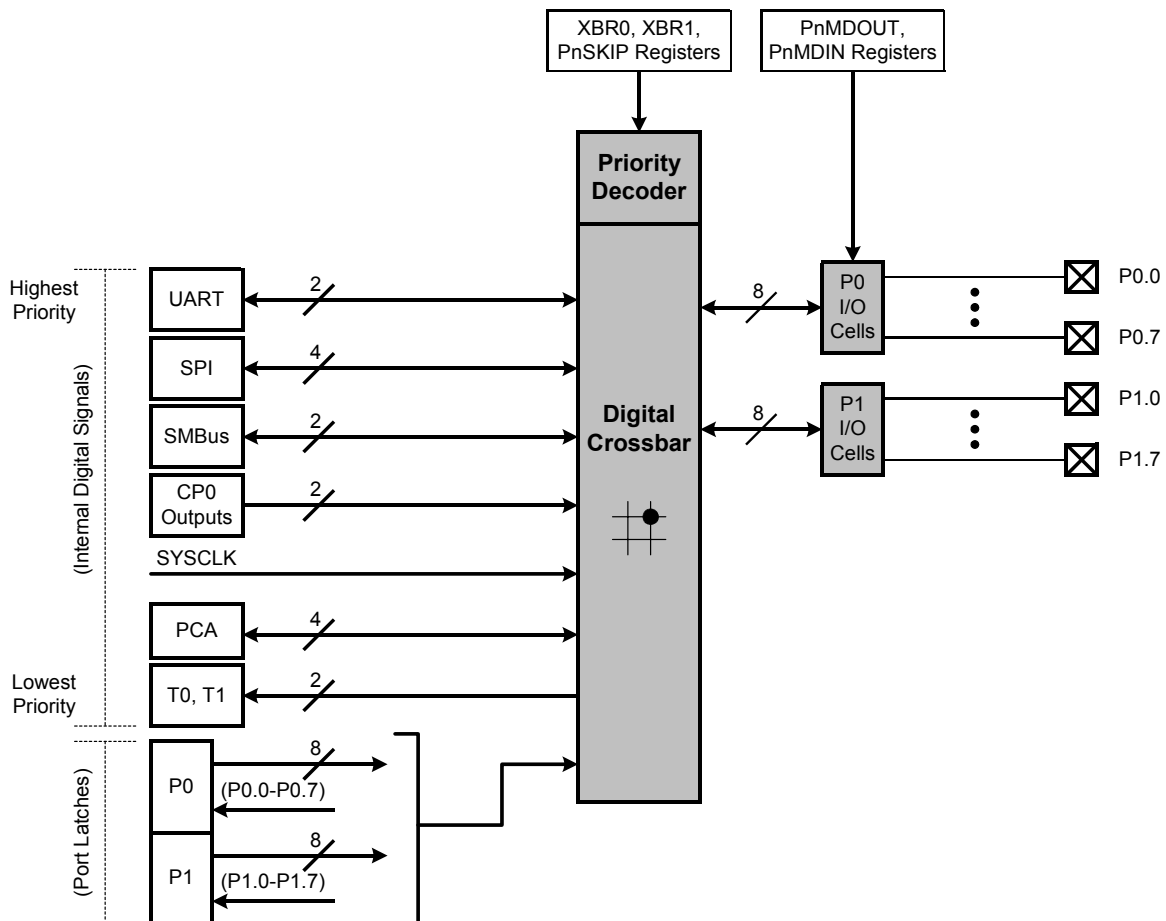 XBR0, XBR1,
PnSKIP Registers
PnMDOUT,
PnMDIN Registers
Priority
Decoder
Highest
Priority
(Internal Digital Signals)
UART
2
SPI
4
SMBus
2
CP0
Outputs
2
SYSCLK
PCA
4
Lowest
Priority
T0, T1
2
Digital
Crossbar
8
P0
I/O
Cells
P0.0
P0.7
8
P1
I/O
Cells
P1.0
P1.7
(Port Latches)
P0
8
(P0.0-P0.7)
P1
8
(P1.0-P1.7)